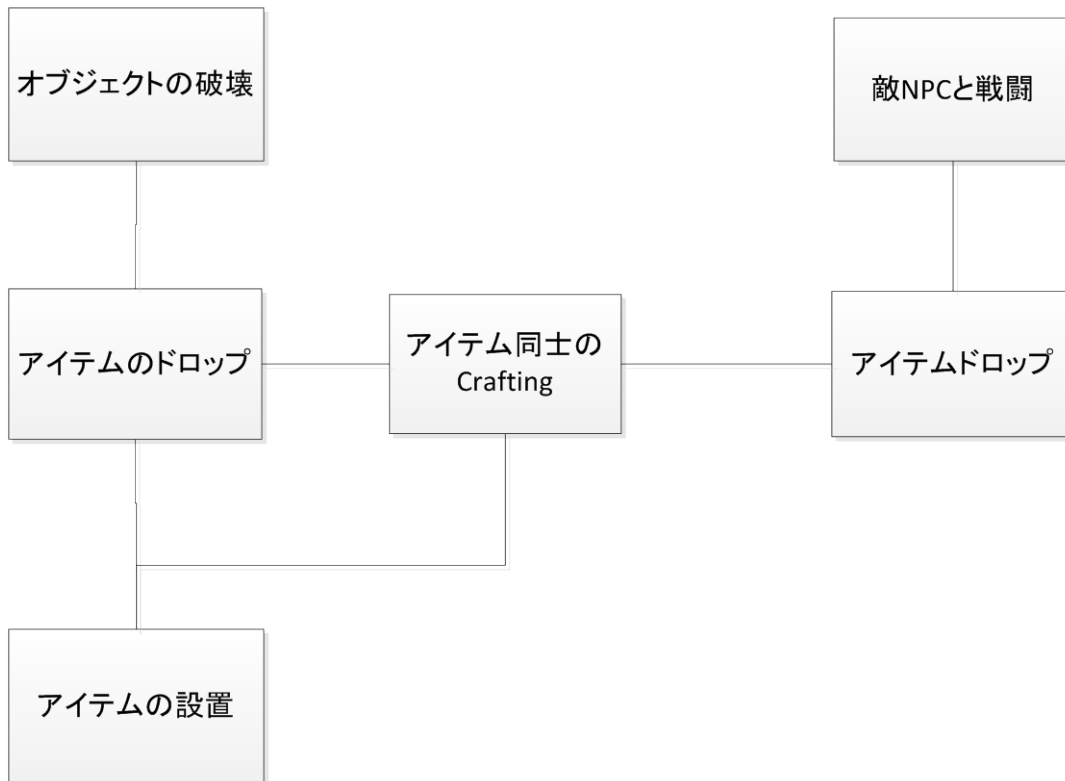 オブジェクトの破壊
敵NPCと戦闘
アイテムのドロップ
アイテム同士の
Crafting
アイテムドロップ
アイテムの設置